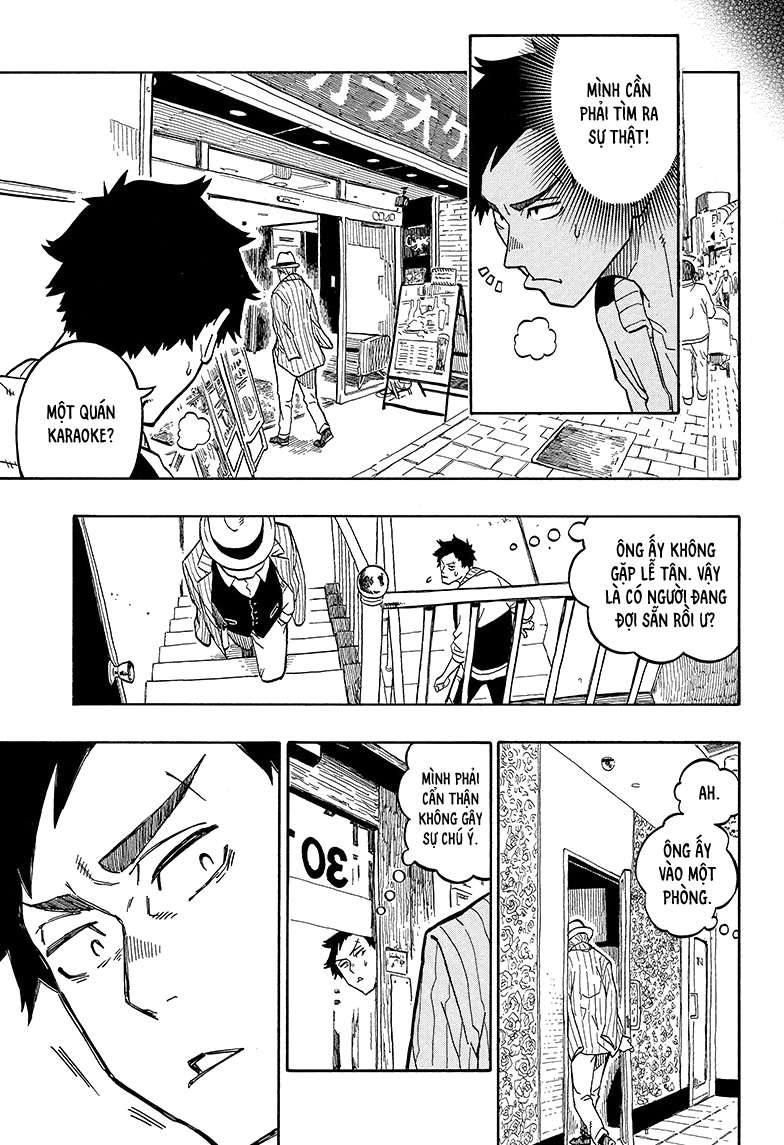 MÌNH CẦN
PHẢI TÌM RA
SỰ THẬT!
カラオケ
MỘT QUÁN
KARAOKE?
ÔNG ẤY KHÔNG
GẶP LỄ TÂN. VẬY
LÀ CÓ NGƯỜI ĐANG
ĐỢI SẴN RỒI Ư?
AH.
ÔNG ẤY
VÀO MỘT
PHÒNG.
MÌNH PHẢI
CẨN THẬN
KHÔNG GÂY
SỰ CHÚ Ý.
30